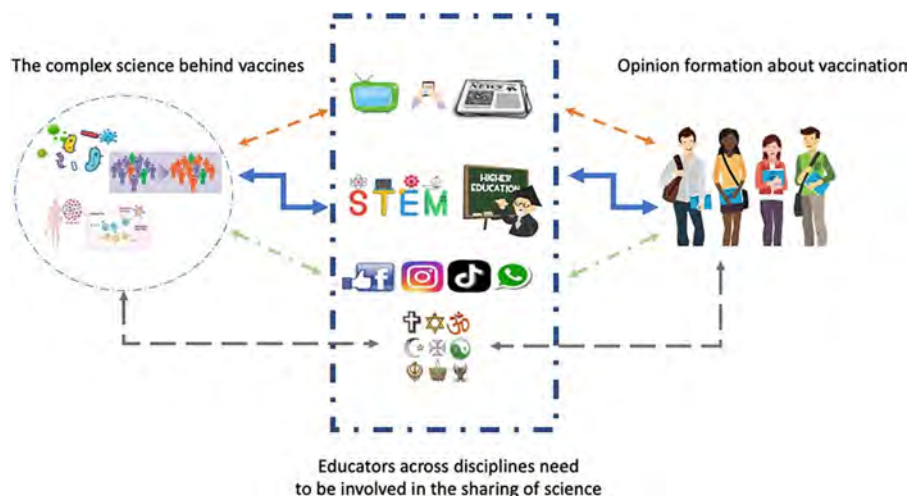 The complex science behind vaccines
Opinion formation about vaccination
NEWS
STEM
HIGHER
EDUCATION
f
Educators across disciplines need
to be involved in the sharing of science